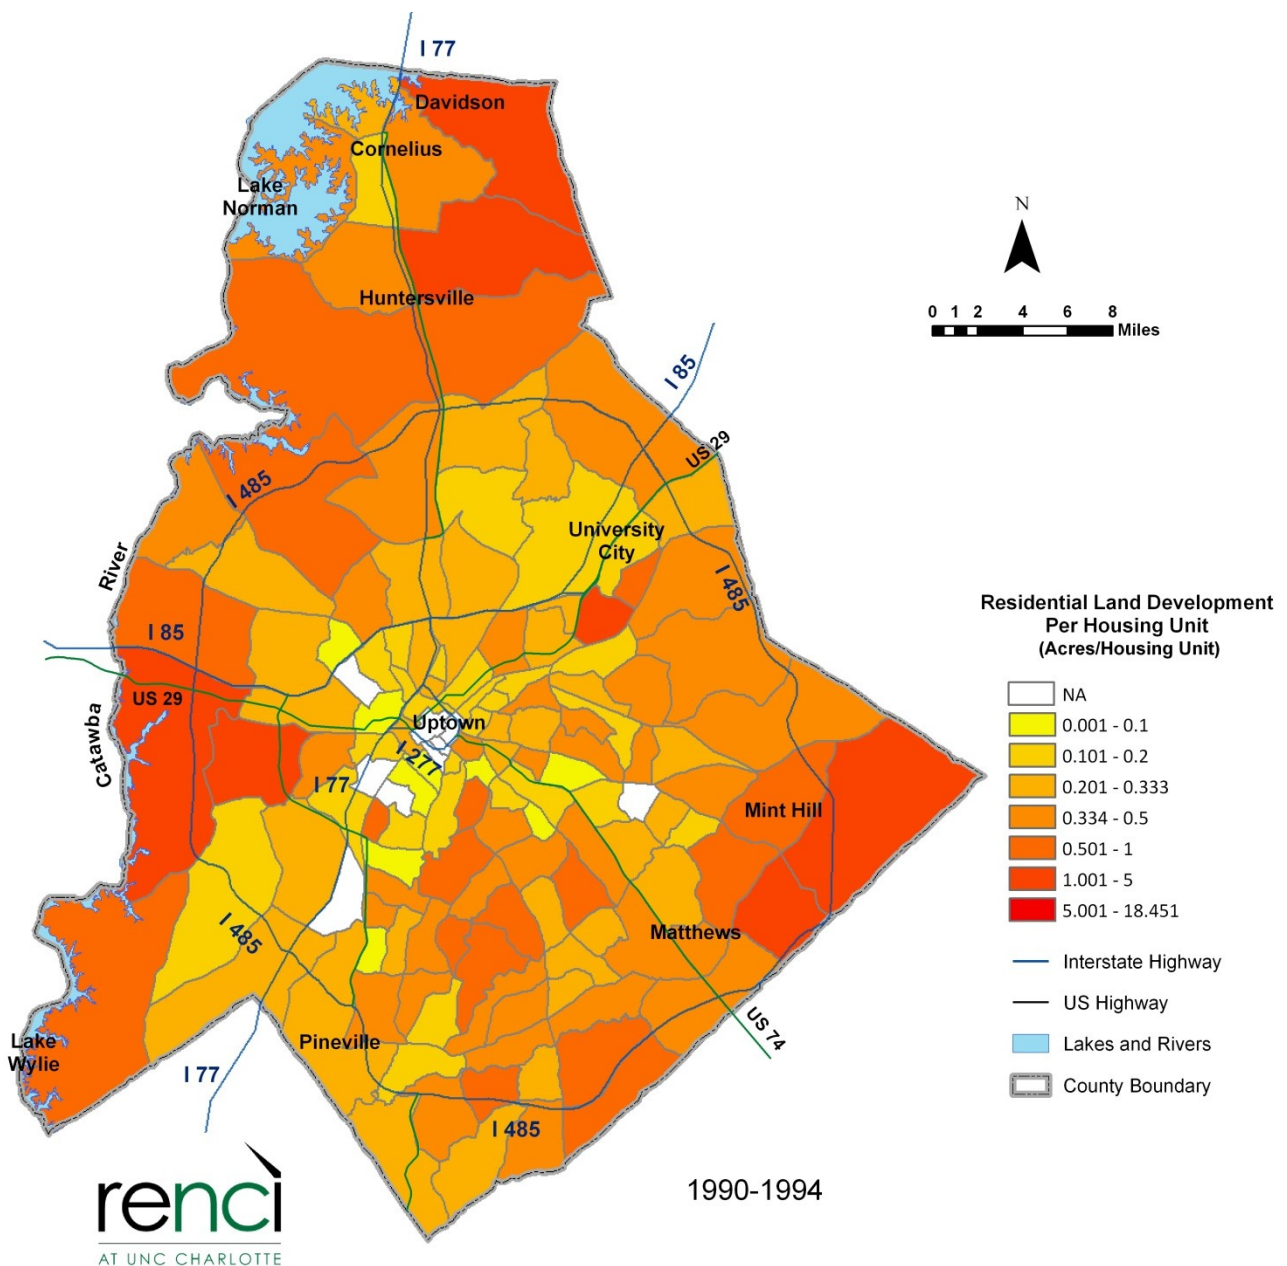 I 77
Davidson
Cornelius
Lake
Norman
N
Huntersville
0 1 2 4 6 8
Miles
I 85
US 29
I 485
University
City
River
I 485
Residential Land Development
Per Housing Unit
(Acres/Housing Unit)
I 85
US 29
NA
Catawba
Uptown
0.001 - 0.1
I 277
0.101 - 0.2
I 77
0.201 - 0.333
Mint Hill
0.334 - 0.5
0.501 - 1
1.001 - 5
5.001 - 18.451
I 485
Matthews
Interstate Highway
US Highway
US 74
Lake
Wylie
Pineville
Lakes and Rivers
I 77
County Boundary
I 485
renci
1990-1994
AT UNC CHARLOTTE